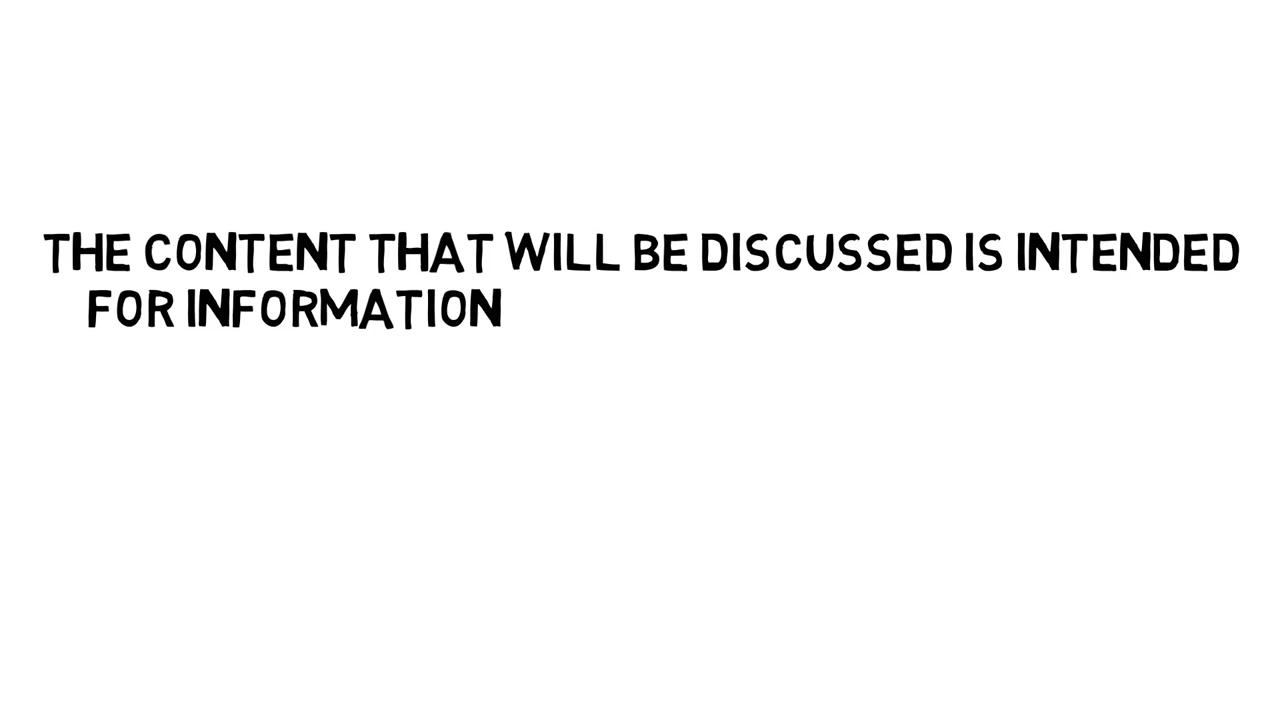 THE CONTENT THAT WILL BE DISCUSSED IS INTENDED
FOR INFORMATION